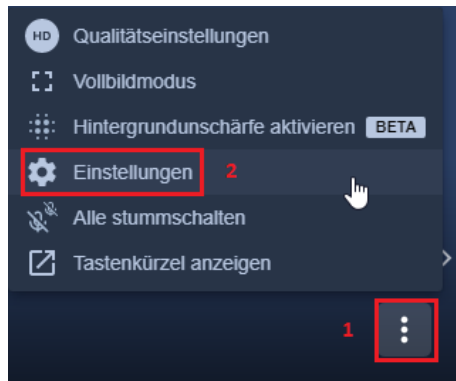 HD Qualitätseinstellungen
Vollbildmodus
Hintergrundunschärfe aktivieren BETA
Einstellungen 2
Alle stummschalten
Tastenkürzel anzeigen
1